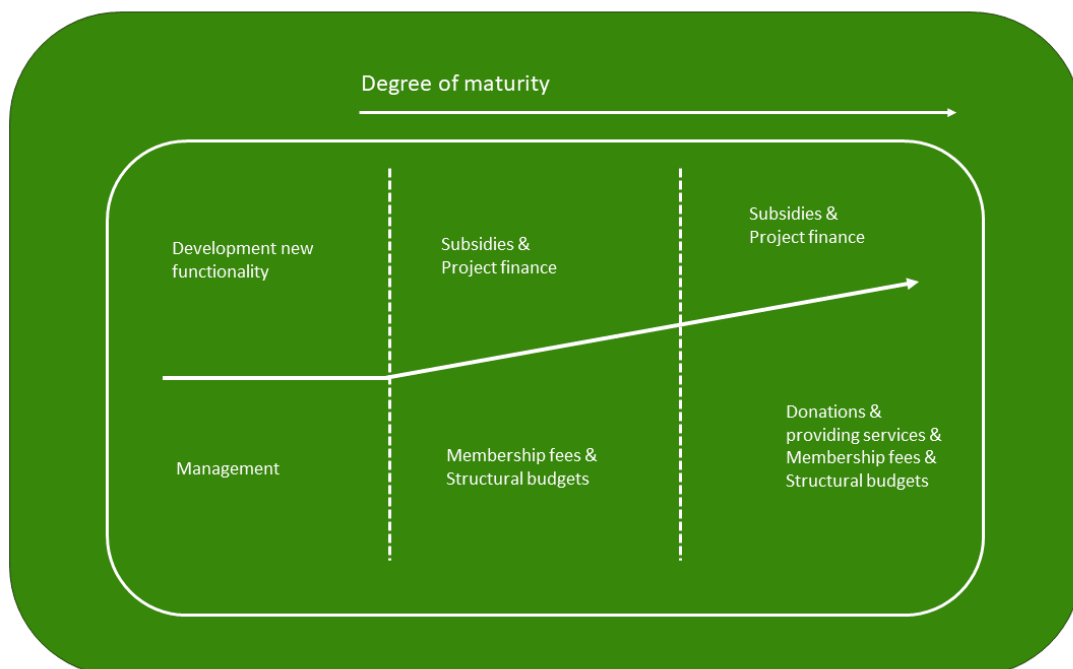 Degree of maturity
Development new
functionality
Subsidies &
Project finance
Subsidies &
Project finance
Management
Membership fees &
Structural budgets
Donations &
providing services &
Membership fees &
Structural budgets